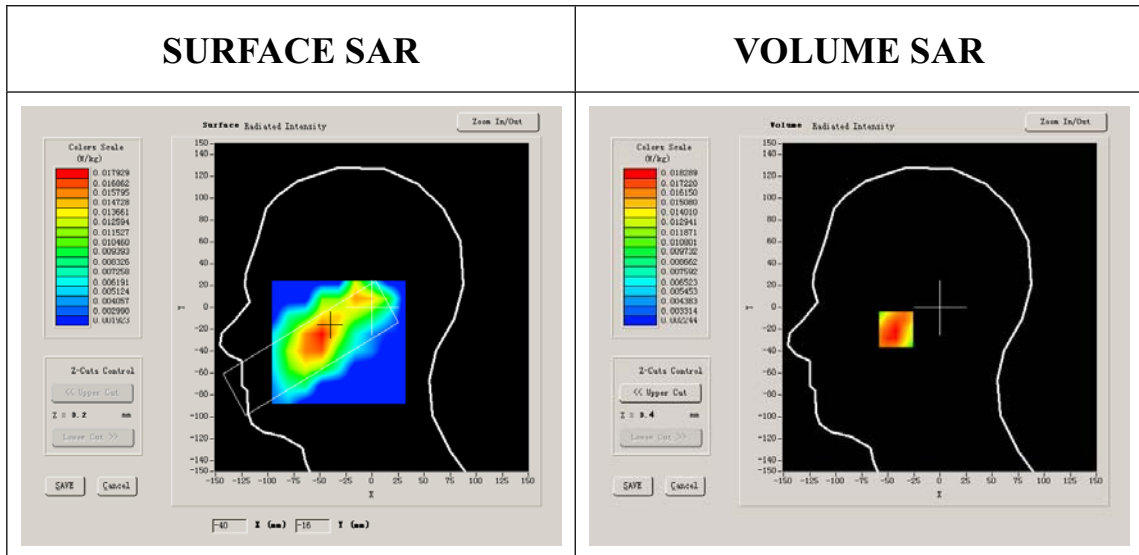 SURFACE SAR
VOLUME SAR
Surface Radiated Intensity
Zoom In/Out
Colors Scale
(W/kg)
0.017929
0.016862
0.015795
0.014728
0.013661
0.012594
0.011527
0.010460
0.009393
0.008326
0.007258
0.006191
0.005124
0.004057
0.002990
0.001923
150
140
120
100
80
60
40
20
0
-20
-40
-60
-80
-100
-120
-140
-150
Y
-150 -125 -100 -75 -50 -25 0 25 50 75 100 125 150
X
Z-Cuts Control
<< Upper Cut
Z = 3.2 mm
Lower Cut >>
SAVE
Cancel
-40 X (mm) -16 Y (mm)
Volume Radiated Intensity
Zoom In/Out
Colors Scale
(W/kg)
0.018289
0.017220
0.016150
0.015080
0.014010
0.012941
0.011871
0.010801
0.009732
0.008662
0.007592
0.006523
0.005453
0.004383
0.003314
0.002244
150
140
120
100
80
60
40
20
0
-20
-40
-60
-80
-100
-120
-140
-150
Y
-150 -125 -100 -75 -50 -25 0 25 50 75 100 125 150
X
Z-Cuts Control
<< Upper Cut
Z = 3.4 mm
Lower Cut >>
SAVE
Cancel